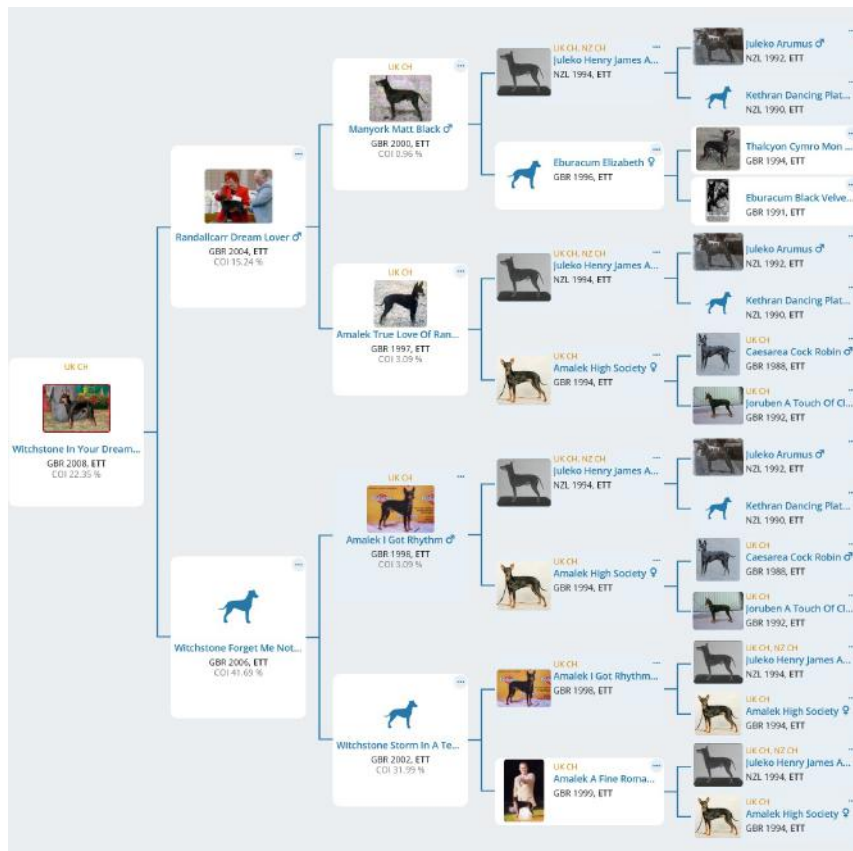 UK CH
Witchstone In Your Dream...
GBR 2008, ETT
COI 22.35 %
Randallcarr Dream Lover ♂
GBR 2004, ETT
COI 15.24 %
Witchstone Forget Me Not...
GBR 2006, ETT
COI 41.69 %
UK CH
Manyork Matt Black ♂
GBR 2000, ETT
COI 0.96 %
UK CH
Amalek True Love Of Ran...
GBR 1997, ETT
COI 3.09 %
UK CH
Amalek I Got Rhythm ♂
GBR 1998, ETT
COI 3.09 %
Witchstone Storm In A Te...
GBR 2002, ETT
COI 31.99 %
UK CH, NZ CH
Juleko Henry James A...
NZL 1994, ETT
Eburacum Elizabeth ♀
GBR 1996, ETT
UK CH, NZ CH
Juleko Henry James A...
NZL 1994, ETT
UK CH
Amalek High Society ♀
GBR 1994, ETT
UK CH, NZ CH
Juleko Henry James A...
NZL 1994, ETT
UK CH
Amalek High Society ♀
GBR 1994, ETT
UK CH
Amalek I Got Rhythm...
GBR 1998, ETT
UK CH
Amalek A Fine Roma...
GBR 1999, ETT
Juleko Arumus ♂
NZL 1992, ETT
Kethran Dancing Plat...
NZL 1990, ETT
Thalcyon Cymro Mon ...
GBR 1994, ETT
Eburacum Black Velve...
GBR 1991, ETT
Juleko Arumus ♂
NZL 1992, ETT
Kethran Dancing Plat...
NZL 1990, ETT
UK CH
Caesarea Cock Robin ♂
GBR 1988, ETT
UK CH
Joruben A Touch Of Cl...
GBR 1992, ETT
Juleko Arumus ♂
NZL 1992, ETT
Kethran Dancing Plat...
NZL 1990, ETT
UK CH
Caesarea Cock Robin ♂
GBR 1988, ETT
UK CH
Joruben A Touch Of Cl...
GBR 1992, ETT
UK CH, NZ CH
Juleko Henry James A...
NZL 1994, ETT
UK CH
Amalek High Society ♀
GBR 1994, ETT
UK CH, NZ CH
Juleko Henry James A...
NZL 1994, ETT
UK CH
Amalek High Society ♀
GBR 1994, ETT